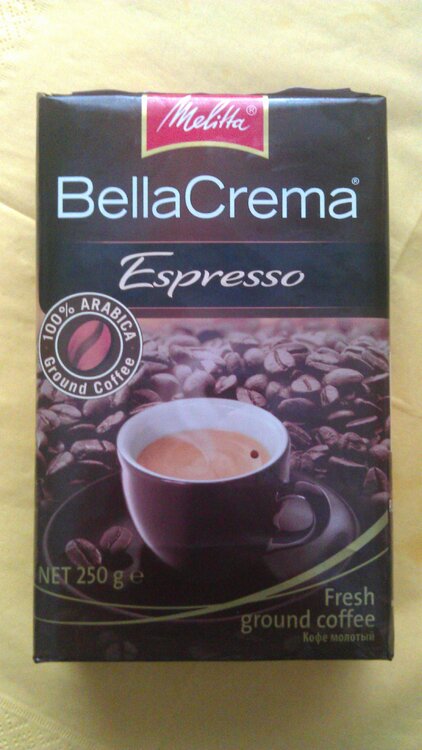 Melitta®
BellaCrema®
Espresso
100% ARABICA
Ground Coffee
NET 250 g ℮
Fresh
ground coffee
Кофе молотый